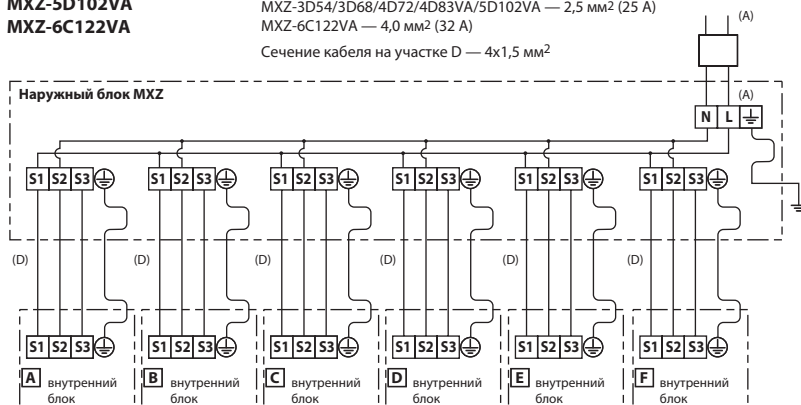 MXZ-5D102VA
MXZ-6C122VA
MXZ-3D54/3D68/4D72/4D83VA/5D102VA — 2,5 мм2 (25 А)
MXZ-6C122VA — 4,0 мм2 (32 А)
Сечение кабеля на участке D — 4x1,5 мм2
(A)
Наружный блок MXZ
(A)
N L
S1 S2 S3
S1 S2 S3
S1 S2 S3
S1 S2 S3
S1 S2 S3
S1 S2 S3
(D)
(D)
(D)
(D)
(D)
(D)
S1 S2 S3
S1 S2 S3
S1 S2 S3
S1 S2 S3
S1 S2 S3
S1 S2 S3
A внутренний
блок
B внутренний
блок
C внутренний
блок
D внутренний
блок
E внутренний
блок
F внутренний
блок